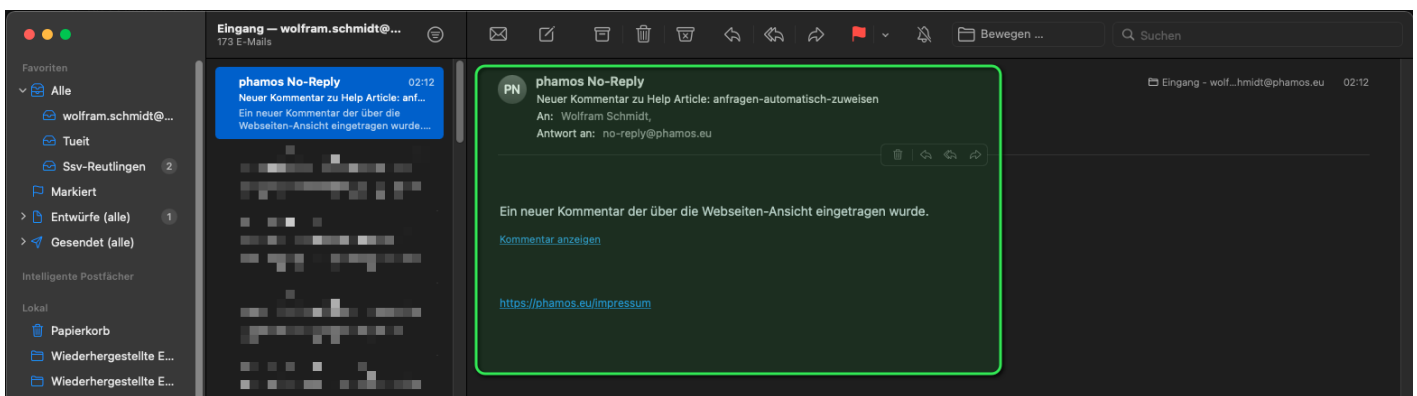 Eingang — wolfram.schmidt@...
173 E-Mails
Bewegen ...
Suchen
Favoriten
Alle
wolfram.schmidt@...
Tueit
Ssv-Reutlingen 2
Markiert
Entwürfe (alle) 1
Gesendet (alle)
Intelligente Postfächer
Lokal
Papierkorb
Wiederhergestellte E...
Wiederhergestellte E...
phamos No-Reply 02:12
Neuer Kommentar zu Help Article: anf...
Ein neuer Kommentar der über die
Webseiten-Ansicht eingetragen wurde....
PN
phamos No-Reply
Neuer Kommentar zu Help Article: anfragen-automatisch-zuweisen
An: Wolfram Schmidt,
Antwort an: no-reply@phamos.eu
Eingang - wolf...hmidt@phamos.eu 02:12
Ein neuer Kommentar der über die Webseiten-Ansicht eingetragen wurde.
Kommentar anzeigen
https://phamos.eu/impressum